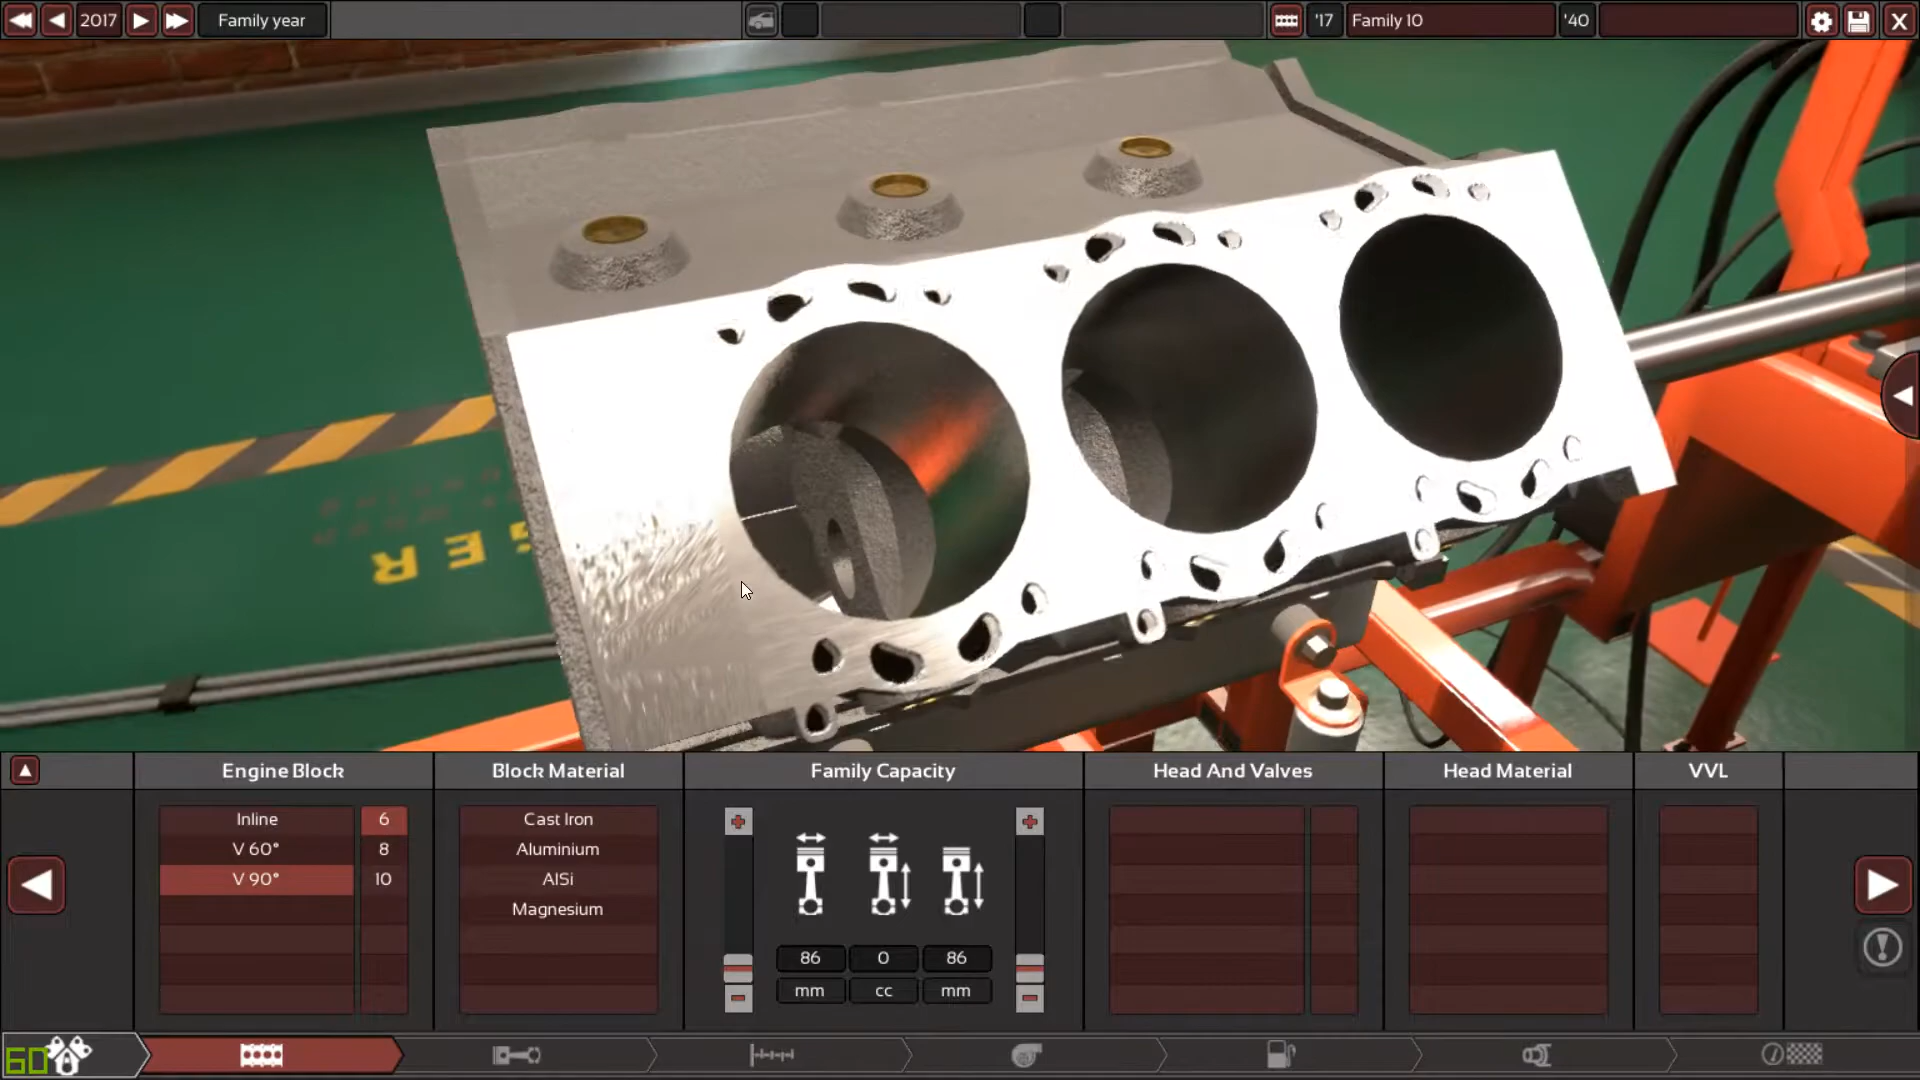 2017 Family year '17 Family 10 '40
GER
Engine Block Block Material Family Capacity Head And Valves Head Material VVL
Inline 6 Cast Iron
V 60° 8 Aluminium
V 90° 10 AlSi
Magnesium
86 0 86
mm cc mm
60